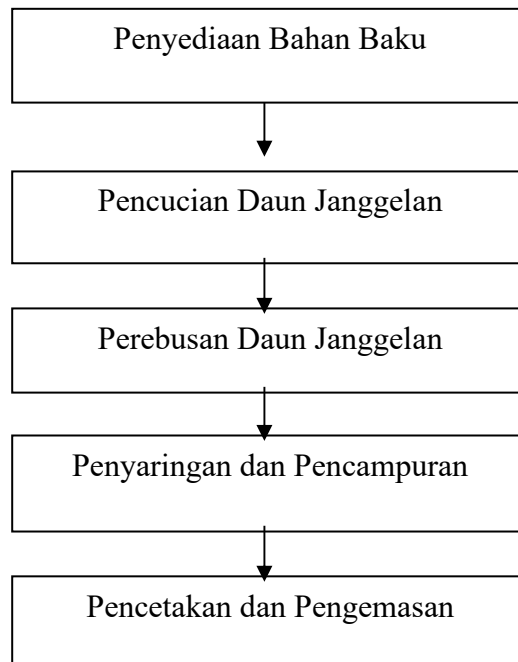 Penyediaan Bahan Baku
Pencucian Daun Janggelan
Perebusan Daun Janggelan
Penyaringan dan Pencampuran
Pencetakan dan Pengemasan